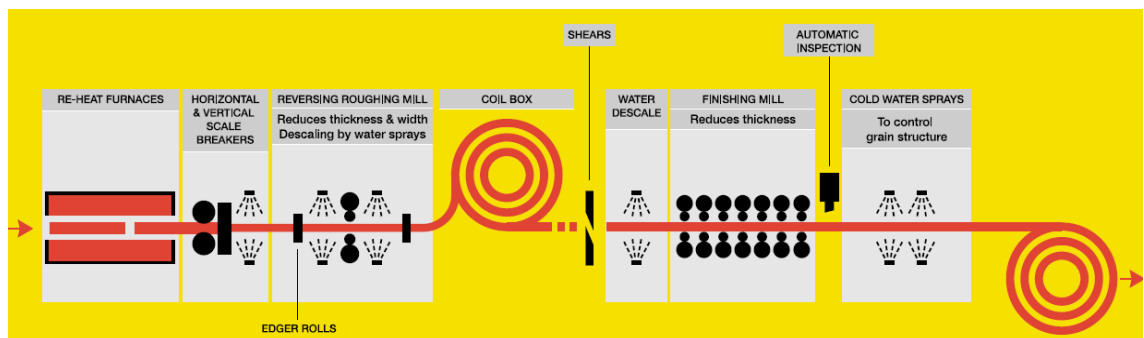 SHEARS
AUTOMATIC
INSPECTION
RE-HEAT FURNACES
HORIZONTAL
& VERTICAL
SCALE
BREAKERS
REVERSING ROUGHING MILL
Reduces thickness & width
Descaling by water sprays
COIL BOX
WATER
DESCALE
FINISHING MILL
Reduces thickness
COLD WATER SPRAYS
To control
grain structure
EDGER ROLLS